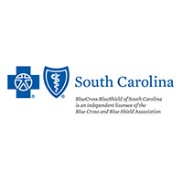 ® ® South Carolina
BlueCross BlueShield of South Carolina
is an independent licensee of the
Blue Cross and Blue Shield Association